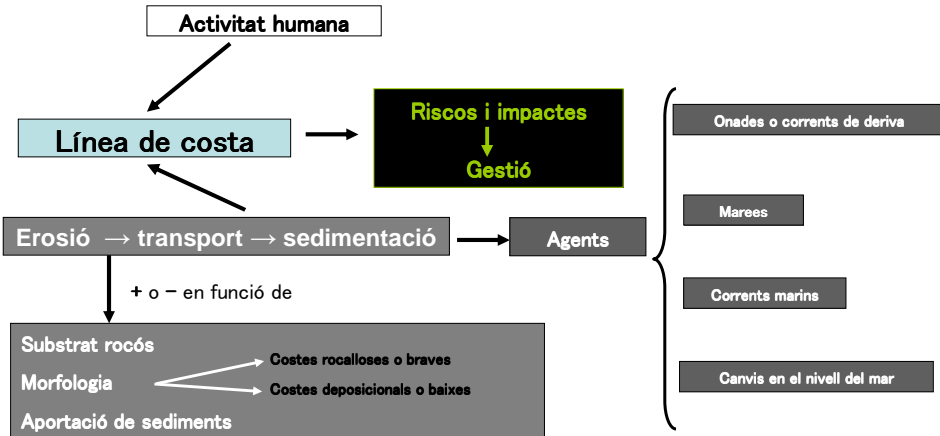 Activitat humana
Línea de costa
Riscos i impactes
Gestió
Erosió → transport → sedimentació
Agents
Onades o corrents de deriva
Marees
Corrents marins
Canvis en el nivell del mar
+ o - en funció de
Substrat rocós
Morfologia
Costes rocalloses o braves
Costes deposicionals o baixes
Aportació de sediments